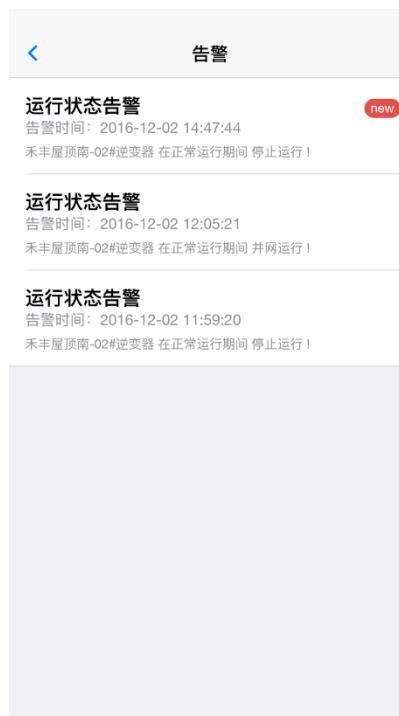 告警
运行状态告警
new
告警时间：2016-12-02 14:47:44
禾丰屋顶南-02#逆变器 在正常运行期间 停止运行！
运行状态告警
告警时间：2016-12-02 12:05:21
禾丰屋顶南-02#逆变器 在正常运行期间 并网运行！
运行状态告警
告警时间：2016-12-02 11:59:20
禾丰屋顶南-02#逆变器 在正常运行期间 停止运行！